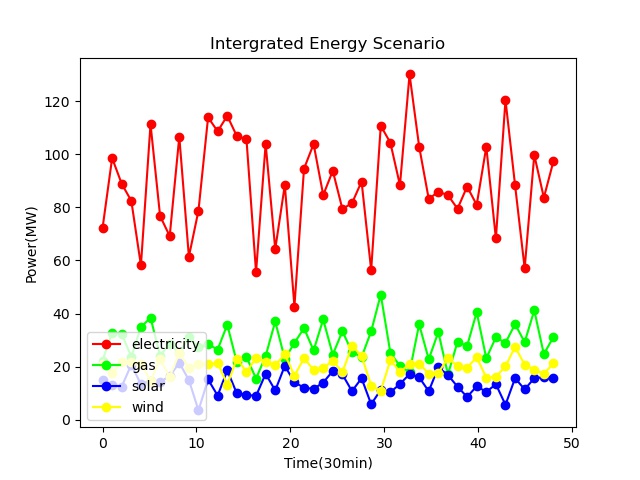 Intergrated Energy Scenario
Power(MW)
120
100
80
60
40
20
0
electricity
gas
solar
wind
0 10 20 30 40 50
Time(30min)